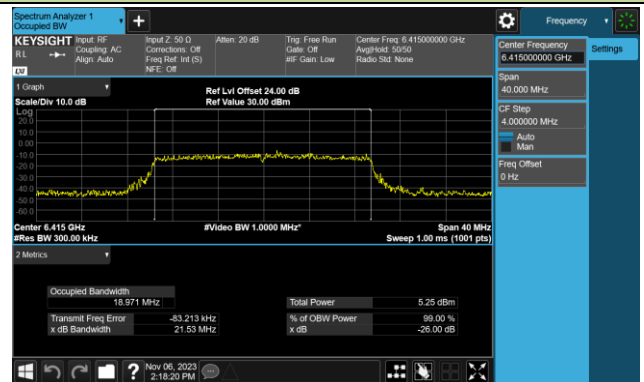 Spectrum Analyzer 1
Occupied BW
Frequency
KEYSIGHT
RL
LXI
Input: RF
Coupling: AC
Align: Auto
Input Z: 50 Ω
Corrections: Off
Freq Ref: Int (S)
NFE: Off
Atten: 20 dB
Trig: Free Run
Gate: Off
#IF Gain: Low
Center Freq: 6.415000000 GHz
Avg|Hold: 50/50
Radio Std: None
Center Frequency
6.415000000 GHz
Settings
Span
40.000 MHz
CF Step
4.000000 MHz
Auto
Man
Freq Offset
0 Hz
1 Graph
Scale/Div 10.0 dB
Ref Lvl Offset 24.00 dB
Ref Value 30.00 dBm
Log
20.0
10.0
0.00
-10.0
-20.0
-30.0
-40.0
-50.0
-60.0
Center 6.415 GHz
#Video BW 1.0000 MHz*
Span 40 MHz
#Res BW 300.00 kHz
Sweep 1.00 ms (1001 pts)
2 Metrics
Occupied Bandwidth
18.971 MHz
Total Power
5.25 dBm
Transmit Freq Error
-83.213 kHz
% of OBW Power
99.00 %
x dB Bandwidth
21.53 MHz
x dB
-26.00 dB
Nov 06, 2023
2:18:20 PM